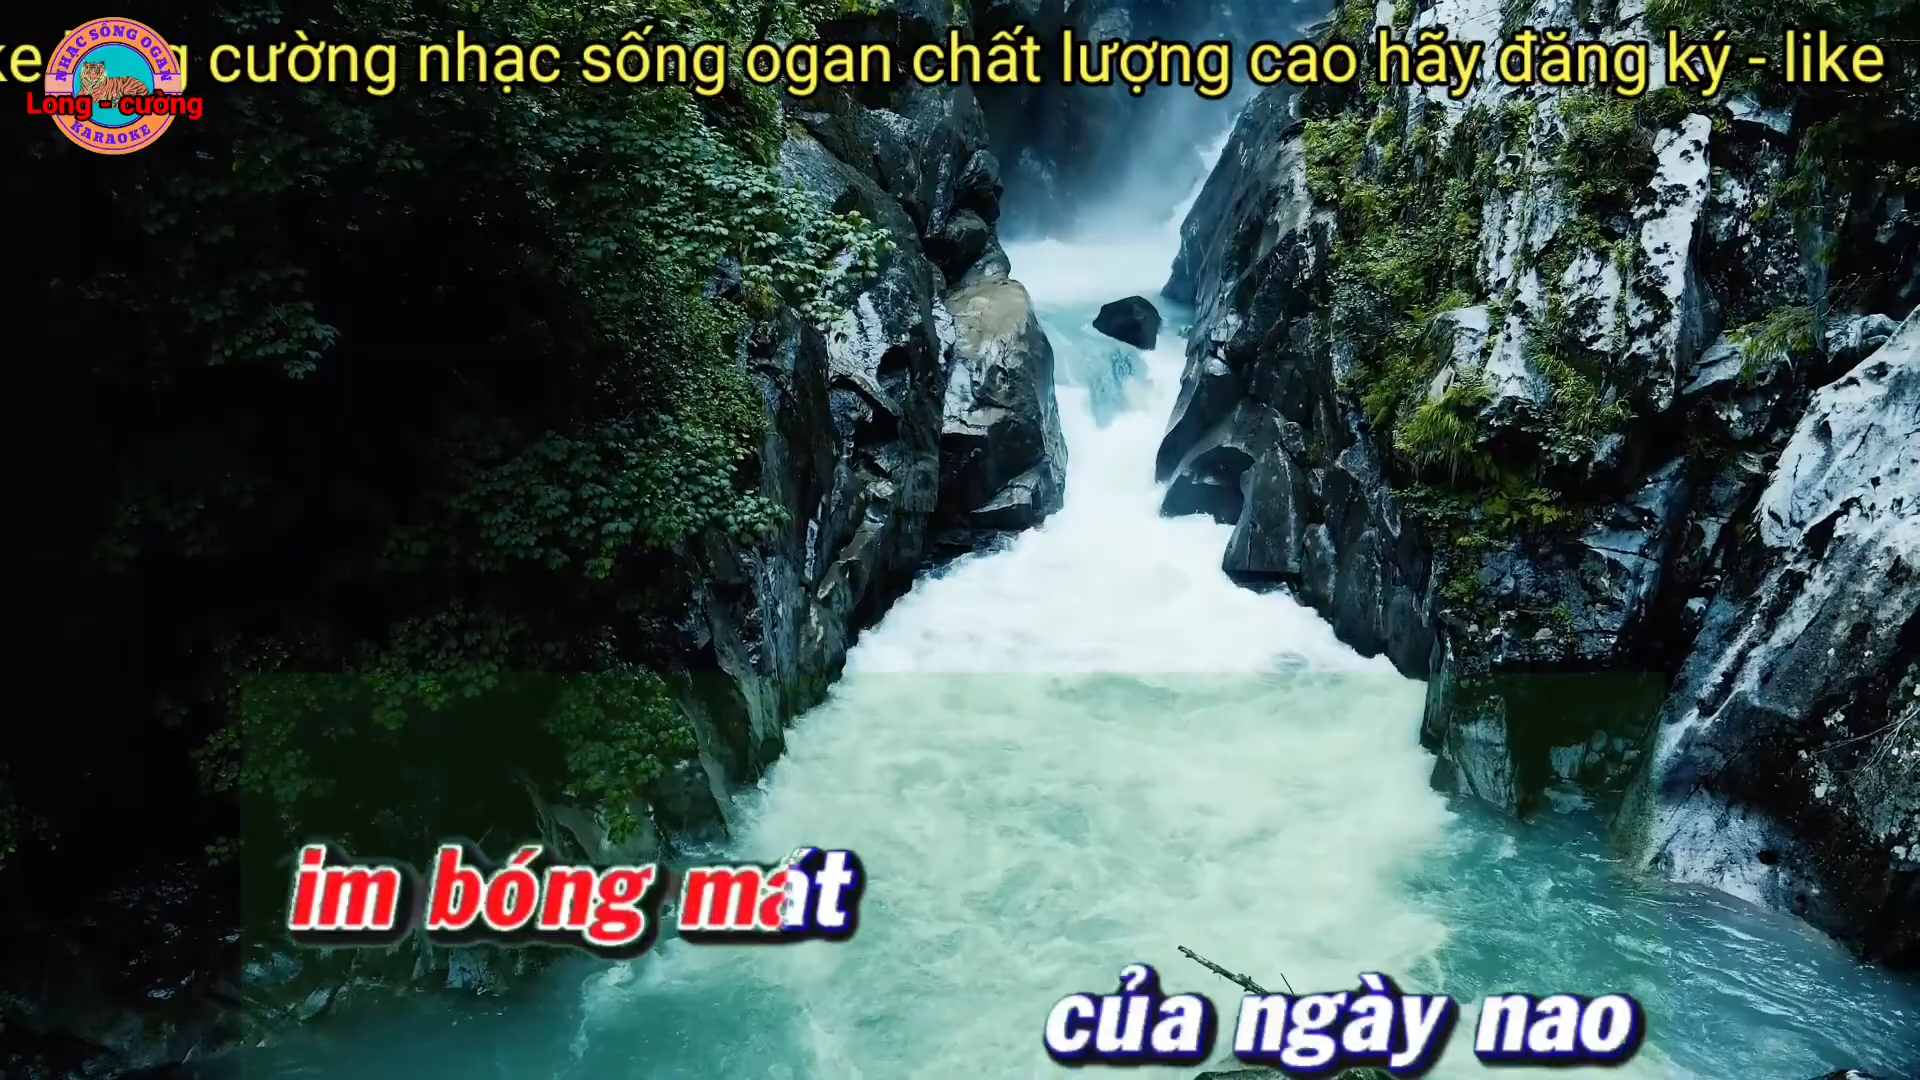 cường nhạc sống ogan chất lượng cao hãy đăng ký - like
NHẠC SỐNG OGAN
Long - cường
KARAOKE
im bóng mát
của ngày nao